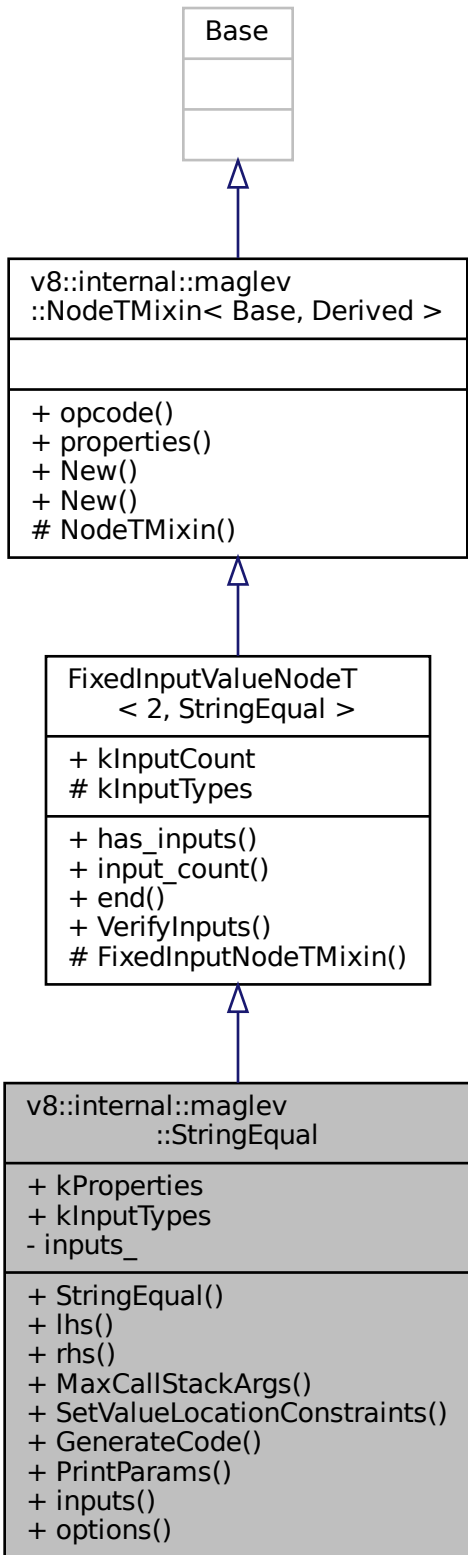 Base
v8::internal::maglev
::NodeTMixin< Base, Derived >
+ opcode()
+ properties()
+ New()
+ New()
# NodeTMixin()
FixedInputValueNodeT
< 2, StringEqual >
+ kInputCount
# kInputTypes
+ has_inputs()
+ input_count()
+ end()
+ VerifyInputs()
# FixedInputNodeTMixin()
v8::internal::maglev
::StringEqual
+ kProperties
+ kInputTypes
- inputs_
+ StringEqual()
+ lhs()
+ rhs()
+ MaxCallStackArgs()
+ SetValueLocationConstraints()
+ GenerateCode()
+ PrintParams()
+ inputs()
+ options()